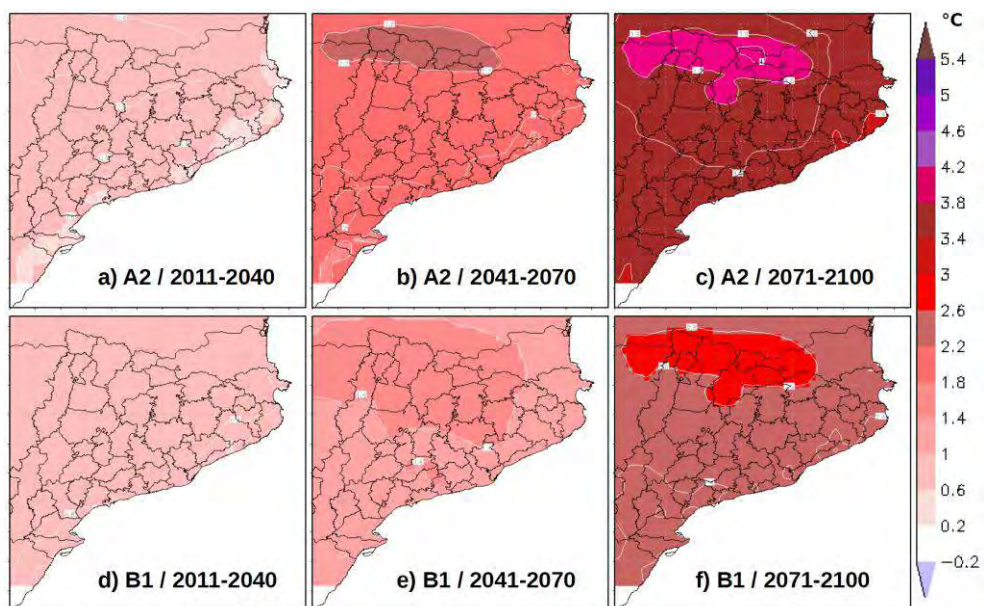 °C
5.4
5
4.6
4.2
3.8
3.4
3
2.6
2.2
1.8
1.4
1
0.6
0.2
−0.2
a) A2 / 2011-2040
b) A2 / 2041-2070
c) A2 / 2071-2100
d) B1 / 2011-2040
e) B1 / 2041-2070
f) B1 / 2071-2100